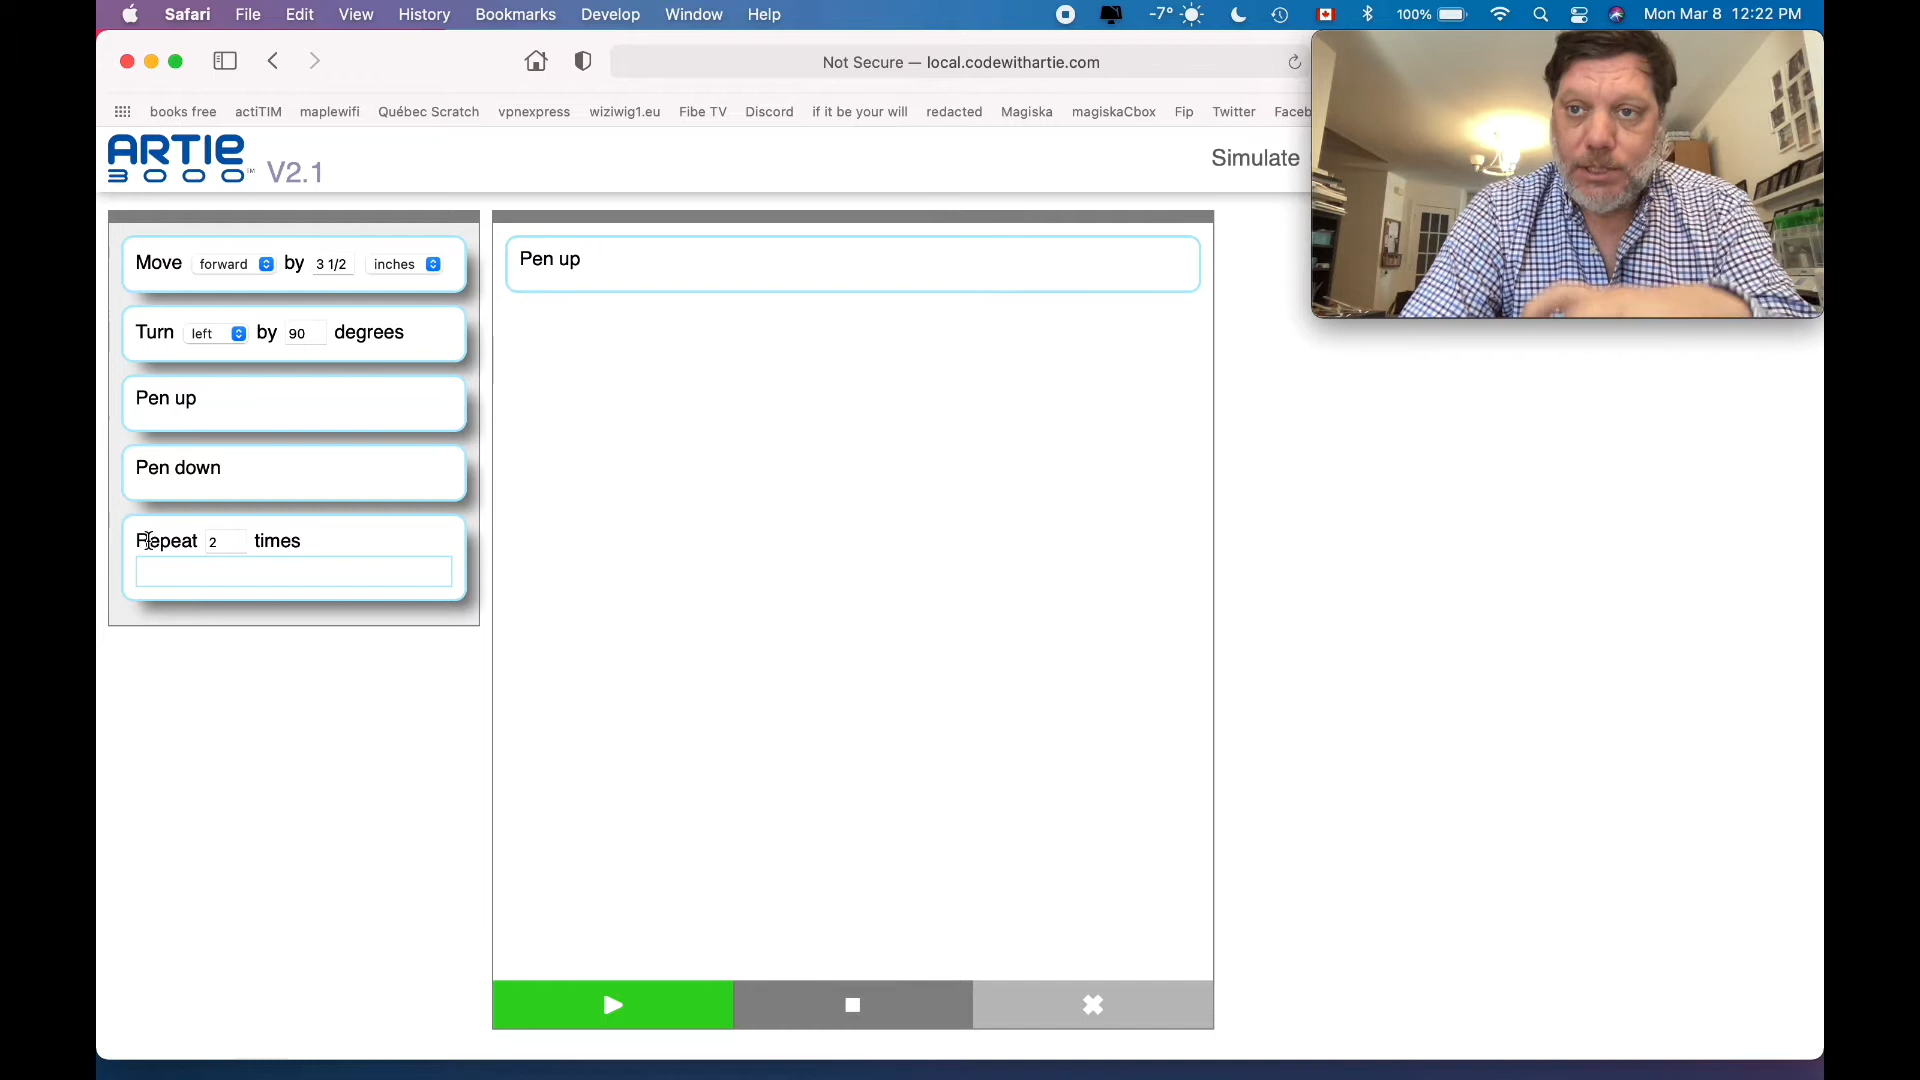 Safari File Edit View History Bookmarks Develop Window Help -7° 100% Mon Mar 8 12:22 PM
Not Secure — local.codewithartie.com
books free actiTIM maplewifi Québec Scratch vpnexpress wiziwig1.eu Fibe TV Discord if it be your will redacted Magiska magiskaCbox Fip Twitter Faceb
ARTIE
3000™ V2.1
Simulate
Move forward by 3 1/2 inches
Turn left by 90 degrees
Pen up
Pen down
Repeat 2 times
Pen up